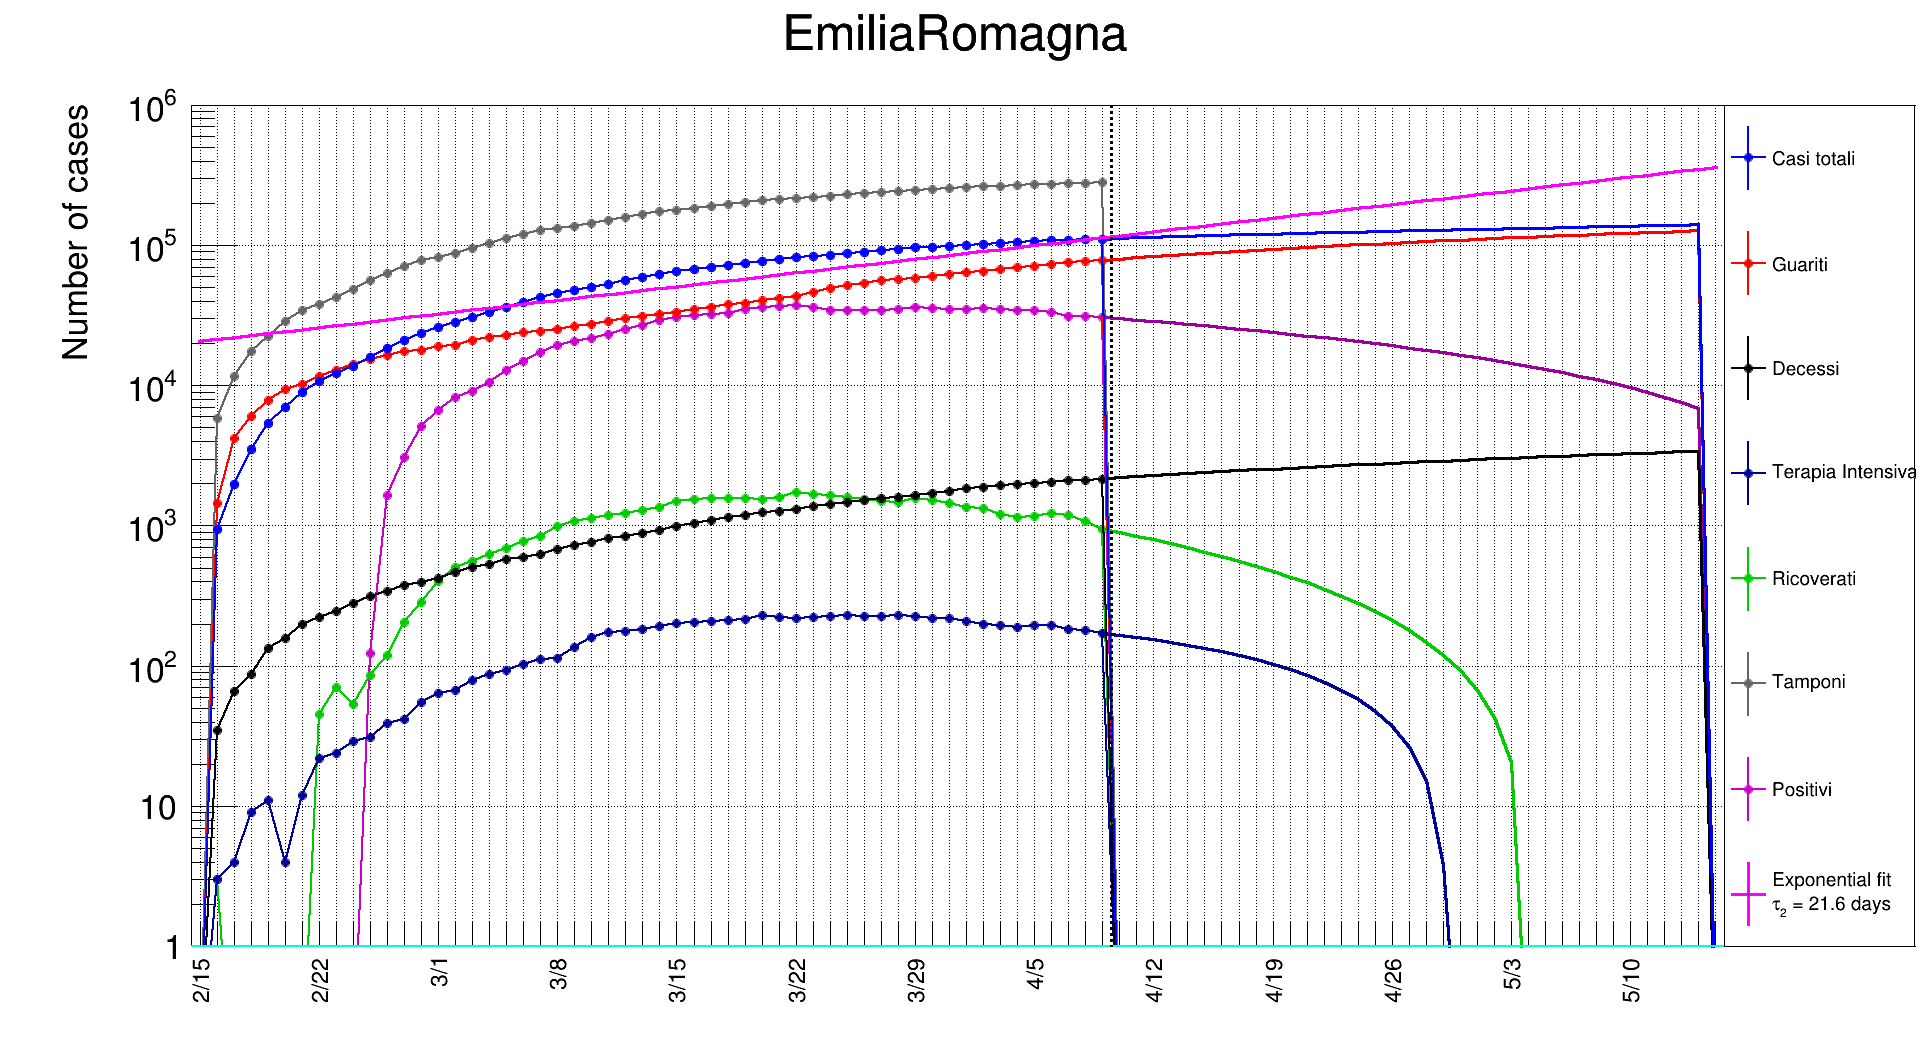 EmiliaRomagna
Number of cases
10^6
10^5
10^4
10^3
10^2
10
1
2/15
2/22
3/1
3/8
3/15
3/22
3/29
4/5
4/12
4/19
4/26
5/3
5/10
Casi totali
Guariti
Decessi
Terapia Intensiva
Ricoverati
Tamponi
Positivi
Exponential fit
τ₂ = 21.6 days